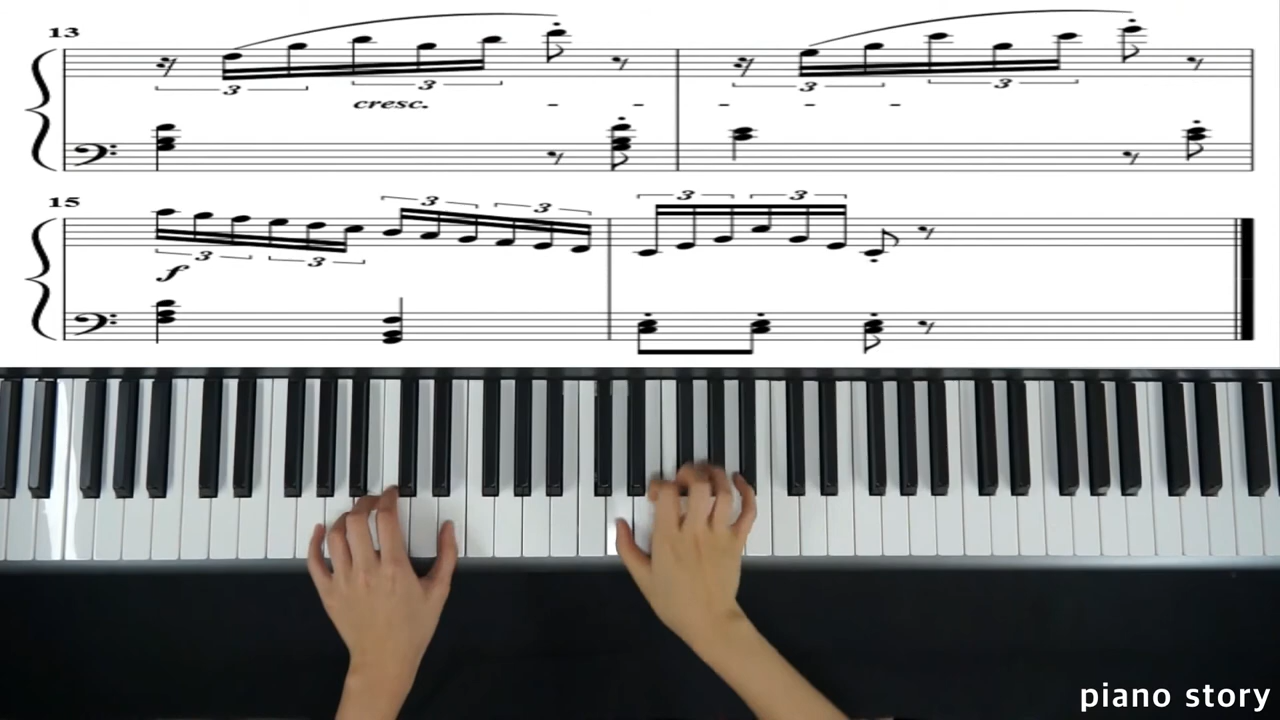 13
3 3 3 3
cresc. - - - - -
15
3 3 3 3
3 3
f
piano story